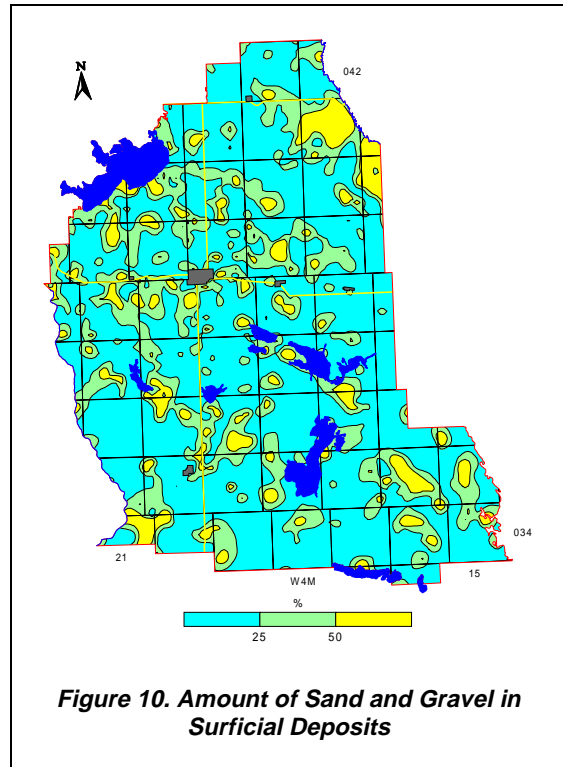 N
042
034
21
15
W4M
%
25 50
Figure 10. Amount of Sand and Gravel in
Surficial Deposits